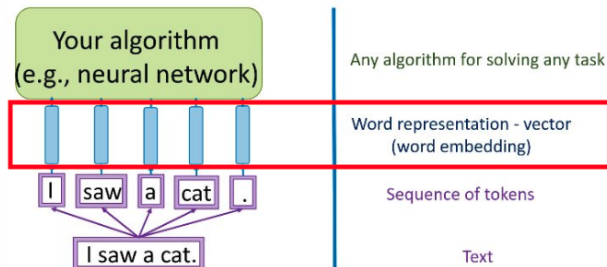 Your algorithm
(e.g., neural network)
Any algorithm for solving any task
Word representation - vector
(word embedding)
I saw a cat .
Sequence of tokens
I saw a cat.
Text